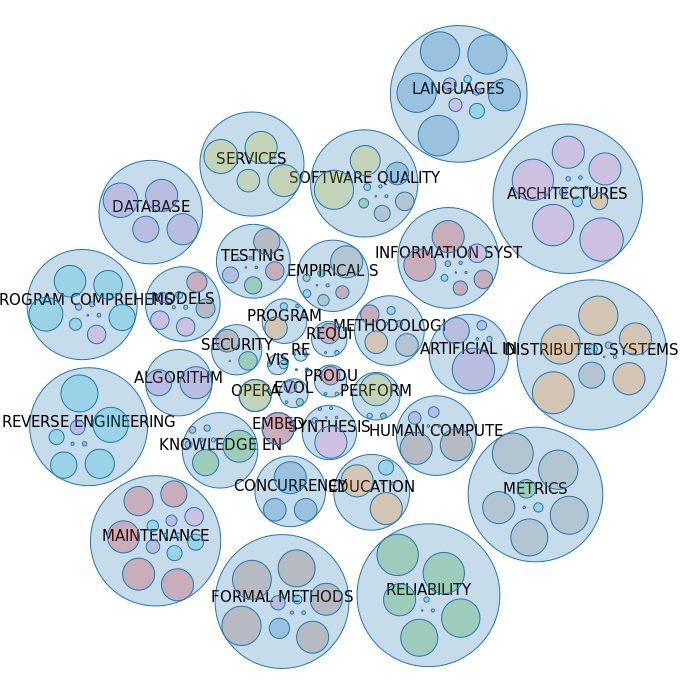 LANGUAGES
SERVICES
SOFTWARE QUALITY
ARCHITECTURES
DATABASE
TESTING
INFORMATION SYST
EMPIRICAL S
PROGRAM COMPREHENS
MODELS
PROGRAM
METHODOLOGI
REQUI
SECURITY
RE
ARTIFICIAL IN
DISTRIBUTED SYSTEMS
VIS
ALGORITHM
PRODU
OPERA
EVOL
PERFORM
REVERSE ENGINEERING
EMBED
SYNTHESIS
HUMAN COMPUTE
KNOWLEDGE EN
CONCURRENCY
EDUCATION
METRICS
MAINTENANCE
FORMAL METHODS
RELIABILITY